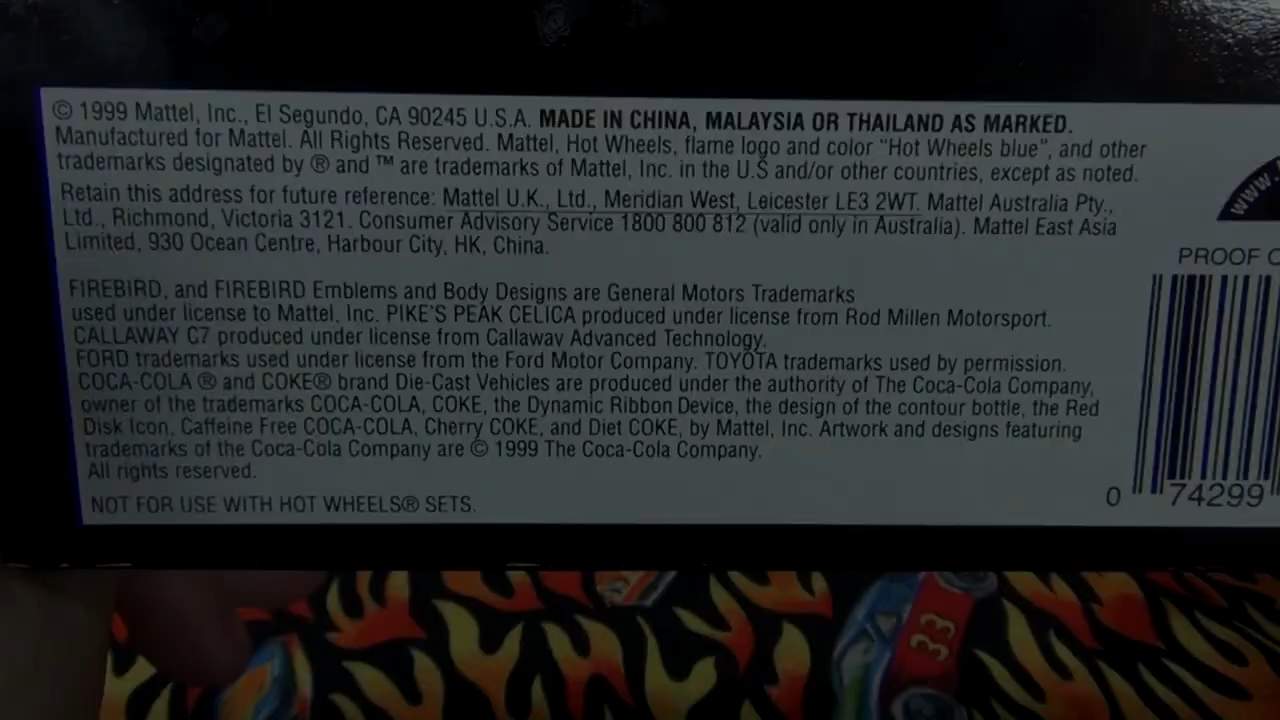 © 1999 Mattel, Inc., El Segundo, CA 90245 U.S.A. MADE IN CHINA, MALAYSIA OR THAILAND AS MARKED.
Manufactured for Mattel. All Rights Reserved. Mattel, Hot Wheels, flame logo and color "Hot Wheels blue", and other
trademarks designated by ® and ™ are trademarks of Mattel, Inc. in the U.S and/or other countries, except as noted.
Retain this address for future reference: Mattel U.K., Ltd., Meridian West, Leicester LE3 2WT. Mattel Australia Pty.,
Ltd., Richmond, Victoria 3121. Consumer Advisory Service 1800 800 812 (valid only in Australia). Mattel East Asia
Limited, 930 Ocean Centre, Harbour City, HK, China.
FIREBIRD, and FIREBIRD Emblems and Body Designs are General Motors Trademarks
used under license to Mattel, Inc. PIKE'S PEAK CELICA produced under license from Rod Millen Motorsport.
CALLAWAY C7 produced under license from Callaway Advanced Technology.
FORD trademarks used under license from the Ford Motor Company. TOYOTA trademarks used by permission.
COCA-COLA ® and COKE® brand Die-Cast Vehicles are produced under the authority of The Coca-Cola Company,
owner of the trademarks COCA-COLA, COKE, the Dynamic Ribbon Device, the design of the contour bottle, the Red
Disk Icon, Caffeine Free COCA-COLA, Cherry COKE, and Diet COKE, by Mattel, Inc. Artwork and designs featuring
trademarks of the Coca-Cola Company are © 1999 The Coca-Cola Company.
All rights reserved.
NOT FOR USE WITH HOT WHEELS® SETS.
WWW.
PROOF O
0 74299
33